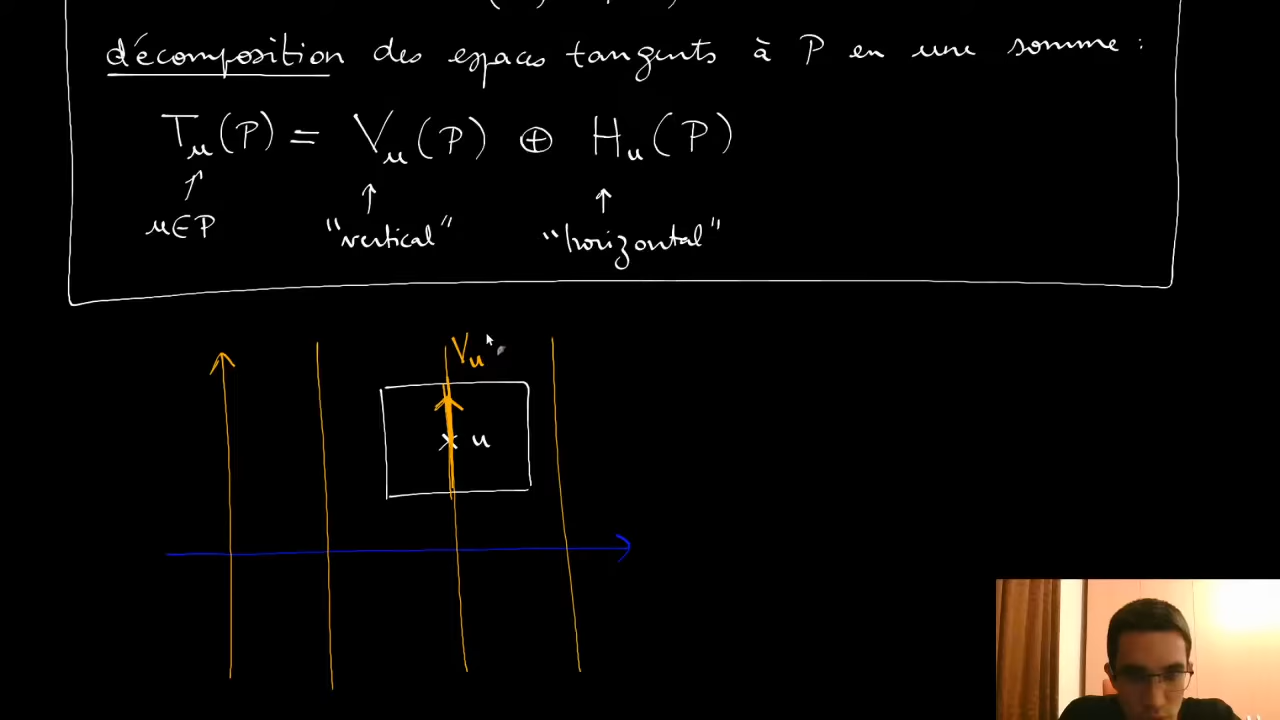 décomposition des espaces tangents à P en une somme :
Tu(P) = Vu(P) ⊕ Hu(P)
↑ ↑ ↑
u∈P "vertical" "horizontal"
Vu
u